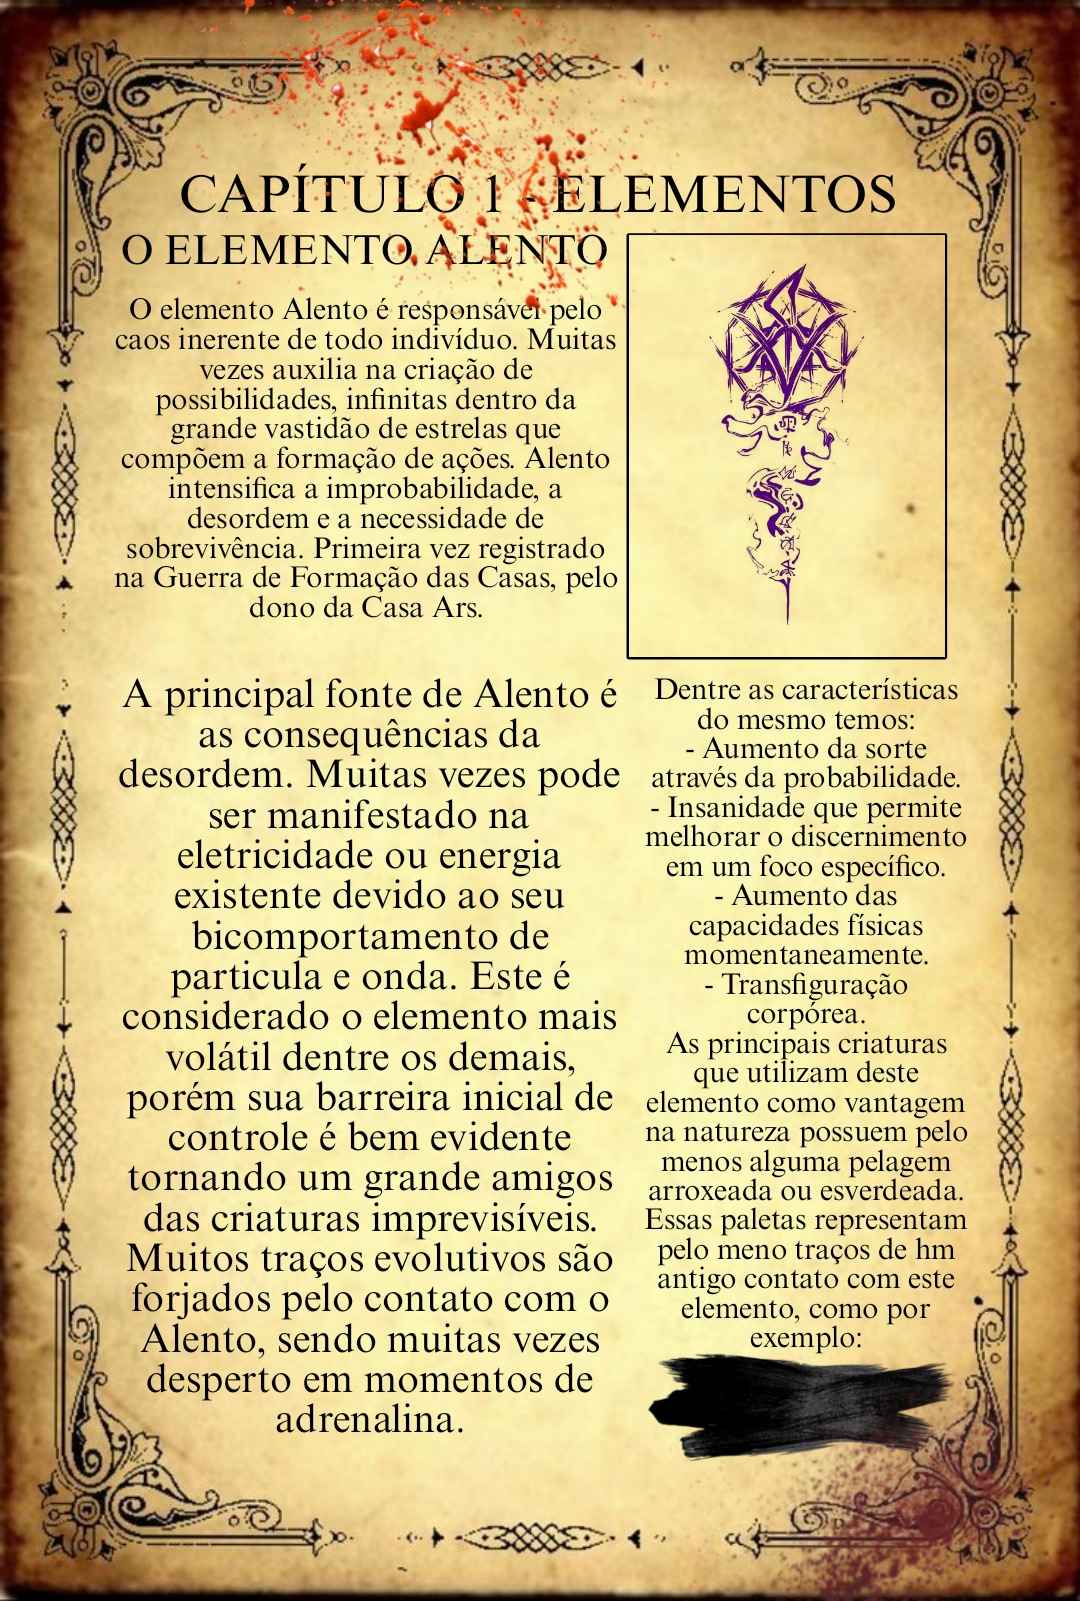 CAPÍTULO 1 - ELEMENTOS
O ELEMENTO ALENTO
O elemento Alento é responsável pelo
caos inerente de todo indivíduo. Muitas
vezes auxilia na criação de
possibilidades, infinitas dentro da
grande vastidão de estrelas que
compõem a formação de ações. Alento
intensifica a improbabilidade, a
desordem e a necessidade de
sobrevivência. Primeira vez registrado
na Guerra de Formação das Casas, pelo
dono da Casa Ars.
A principal fonte de Alento é
as consequências da
desordem. Muitas vezes pode
ser manifestado na
eletricidade ou energia
existente devido ao seu
bicomportamento de
particula e onda. Este é
considerado o elemento mais
volátil dentre os demais,
porém sua barreira inicial de
controle é bem evidente
tornando um grande amigos
das criaturas imprevisíveis.
Muitos traços evolutivos são
forjados pelo contato com o
Alento, sendo muitas vezes
desperto em momentos de
adrenalina.
Dentre as características
do mesmo temos:
- Aumento da sorte
através da probabilidade.
- Insanidade que permite
melhorar o discernimento
em um foco específico.
- Aumento das
capacidades físicas
momentaneamente.
- Transfiguração
corpórea.
As principais criaturas
que utilizam deste
elemento como vantagem
na natureza possuem pelo
menos alguma pelagem
arroxeada ou esverdeada.
Essas paletas representam
pelo meno traços de hm
antigo contato com este
elemento, como por
exemplo: